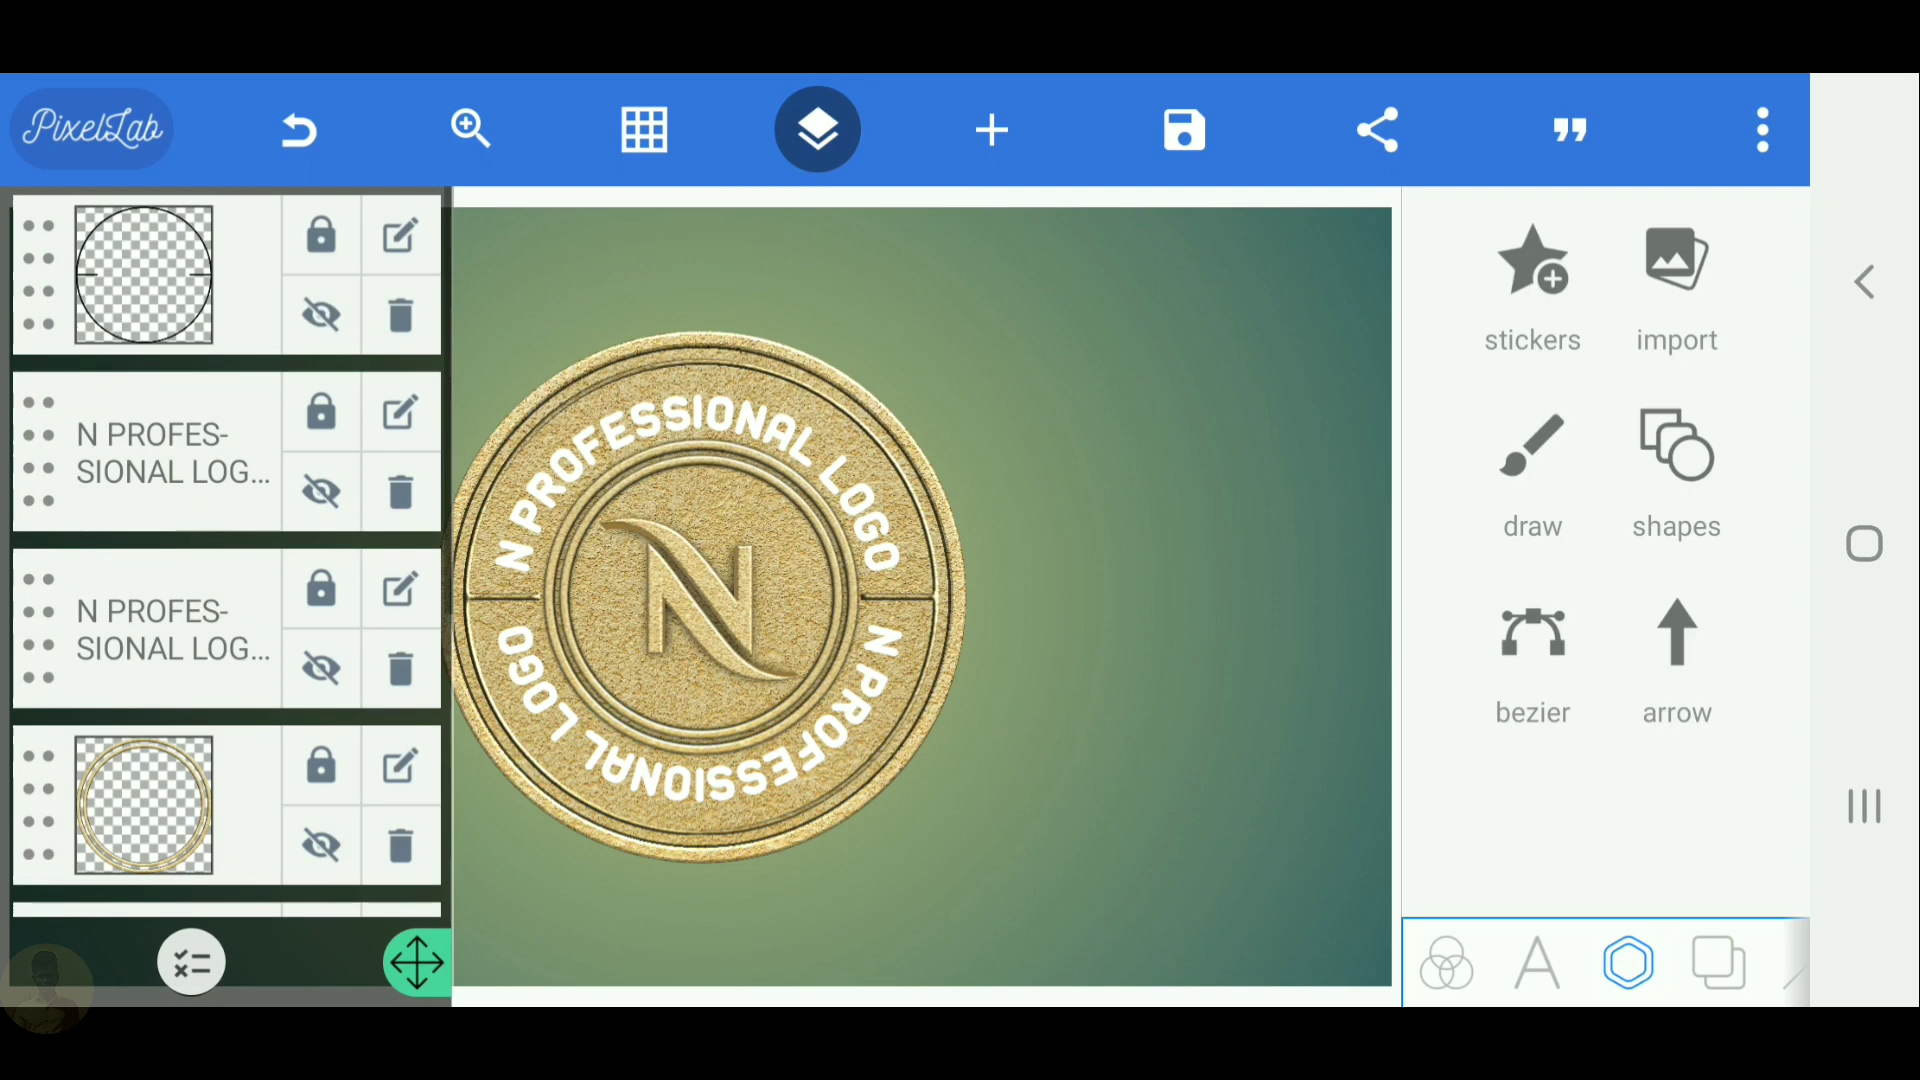 PixelLab
N PROFES-
SIONAL LOG...
N PROFES-
SIONAL LOG...
N PROFESSIONAL LOGO
N
N PROFESSIONAL LOGO
stickers
import
draw
shapes
bezier
arrow